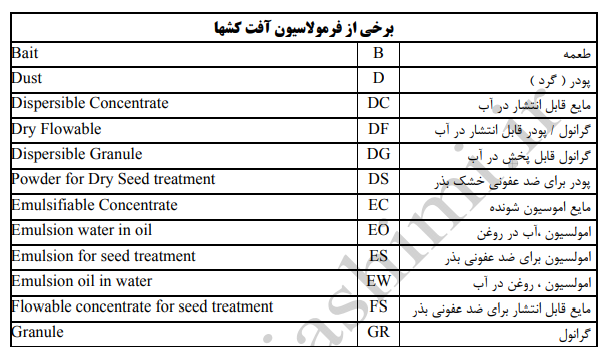 برخی از فرمولاسیون آفت کشها
Bait B طعمه
Dust D پودر ( گرد )
Dispersible Concentrate DC مایع قابل انتشار در آب
Dry Flowable DF گرانول / پودر قابل انتشار در آب
Dispersible Granule DG گرانول قابل پخش در آب
Powder for Dry Seed treatment DS پودر برای ضد عفونی خشک بذر
Emulsifiable Concentrate EC مایع اموسیون شونده
Emulsion water in oil EO امولسیون ،آب در روغن
Emulsion for seed treatment ES امولسیون برای ضد عفونی بذر
Emulsion oil in water EW امولسیون ، روغن در آب
Flowable concentrate for seed treatment FS مایع قابل انتشار برای ضد عفونی بذر
Granule GR گرانول
iashimi.ir